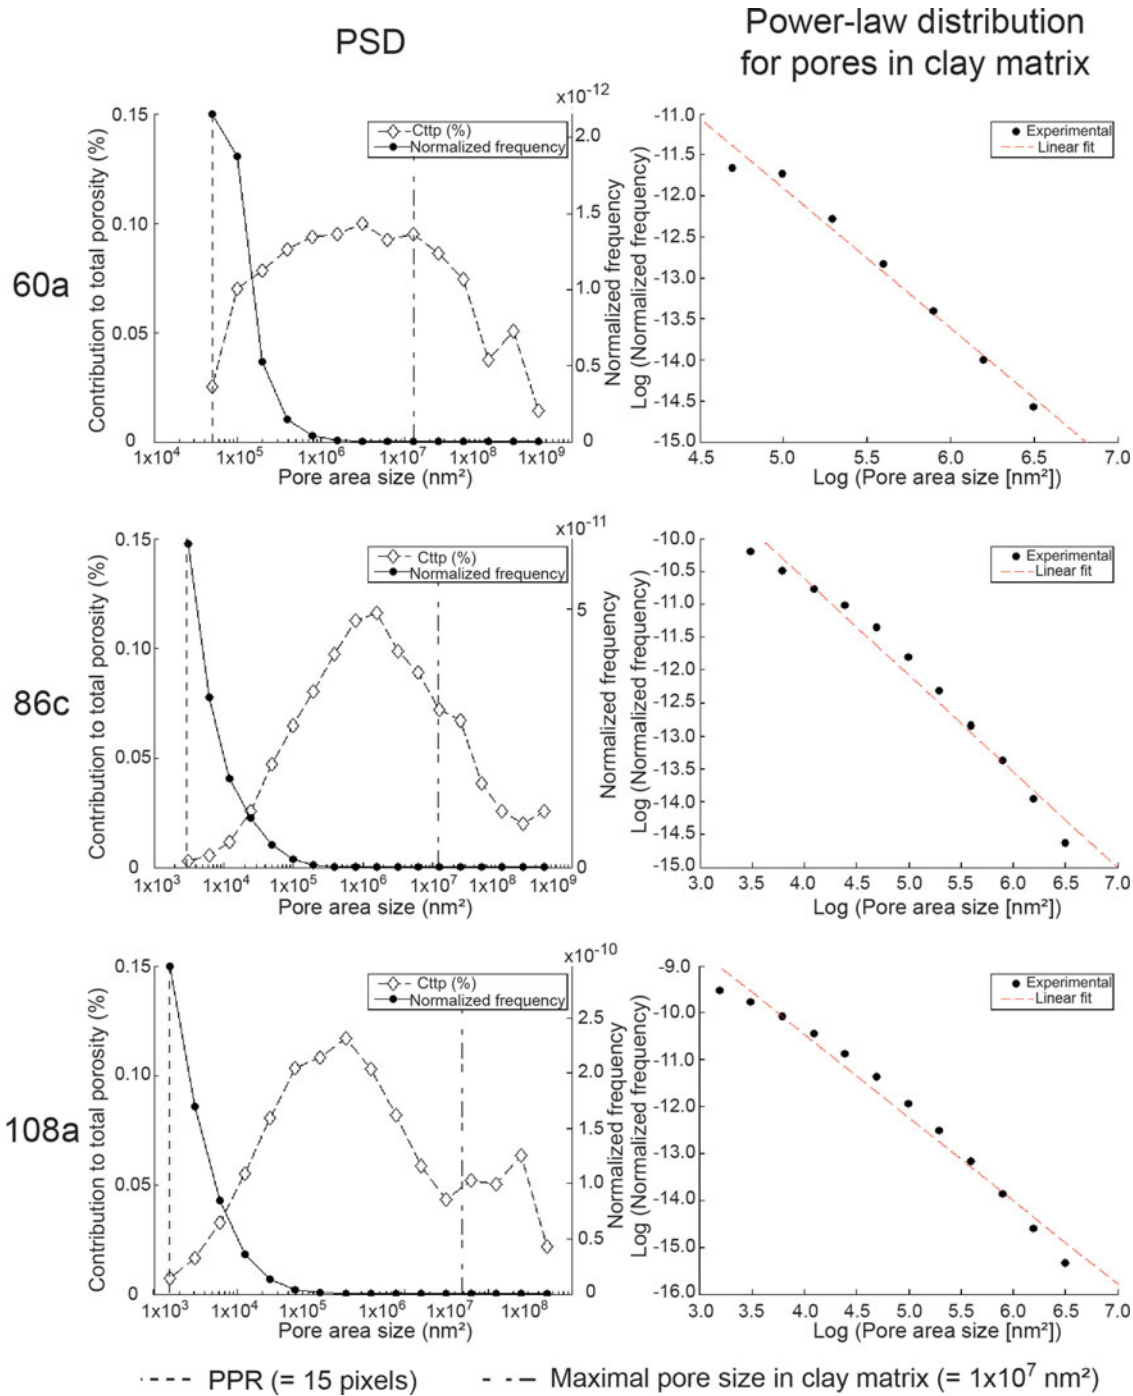 PSD
Power-law distribution
for pores in clay matrix
60a
x10-12
0.15
0.10
0.05
0
Contribution to total porosity (%)
Cttp (%)
Normalized frequency
2.0
1.5
1.0
0.5
0
Normalized frequency
1x10⁴
1x10⁵
1x10⁶
1x10⁷
1x10⁸
1x10⁹
Pore area size (nm²)
-11.0
-11.5
-12.0
-12.5
-13.0
-13.5
-14.0
-14.5
-15.0
Log (Normalized frequency)
Experimental
Linear fit
4.5
5.0
5.5
6.0
6.5
7.0
Log (Pore area size [nm²])
86c
x10-11
0.15
0.10
0.05
0
Contribution to total porosity (%)
Cttp (%)
Normalized frequency
5
0
Normalized frequency
1x10³
1x10⁴
1x10⁵
1x10⁶
1x10⁷
1x10⁸
1x10⁹
Pore area size (nm²)
-10.0
-10.5
-11.0
-11.5
-12.0
-12.5
-13.0
-13.5
-14.0
-14.5
-15.0
Log (Normalized frequency)
Experimental
Linear fit
3.0
4.0
4.5
5.0
5.5
6.0
6.5
7.0
Log (Pore area size [nm²])
108a
x10-10
0.15
0.10
0.05
0
Contribution to total porosity (%)
Cttp (%)
Normalized frequency
2.5
2.0
1.5
1.0
0.5
0
Normalized frequency
1x10³
1x10⁴
1x10⁵
1x10⁶
1x10⁷
1x10⁸
Pore area size (nm²)
-9.0
-10.0
-11.0
-12.0
-13.0
-14.0
-15.0
-16.0
Log (Normalized frequency)
Experimental
Linear fit
3.0
4.0
4.5
5.0
5.5
6.0
6.5
7.0
Log (Pore area size [nm²])
PPR (= 15 pixels)
Maximal pore size in clay matrix (= 1x10⁷ nm²)